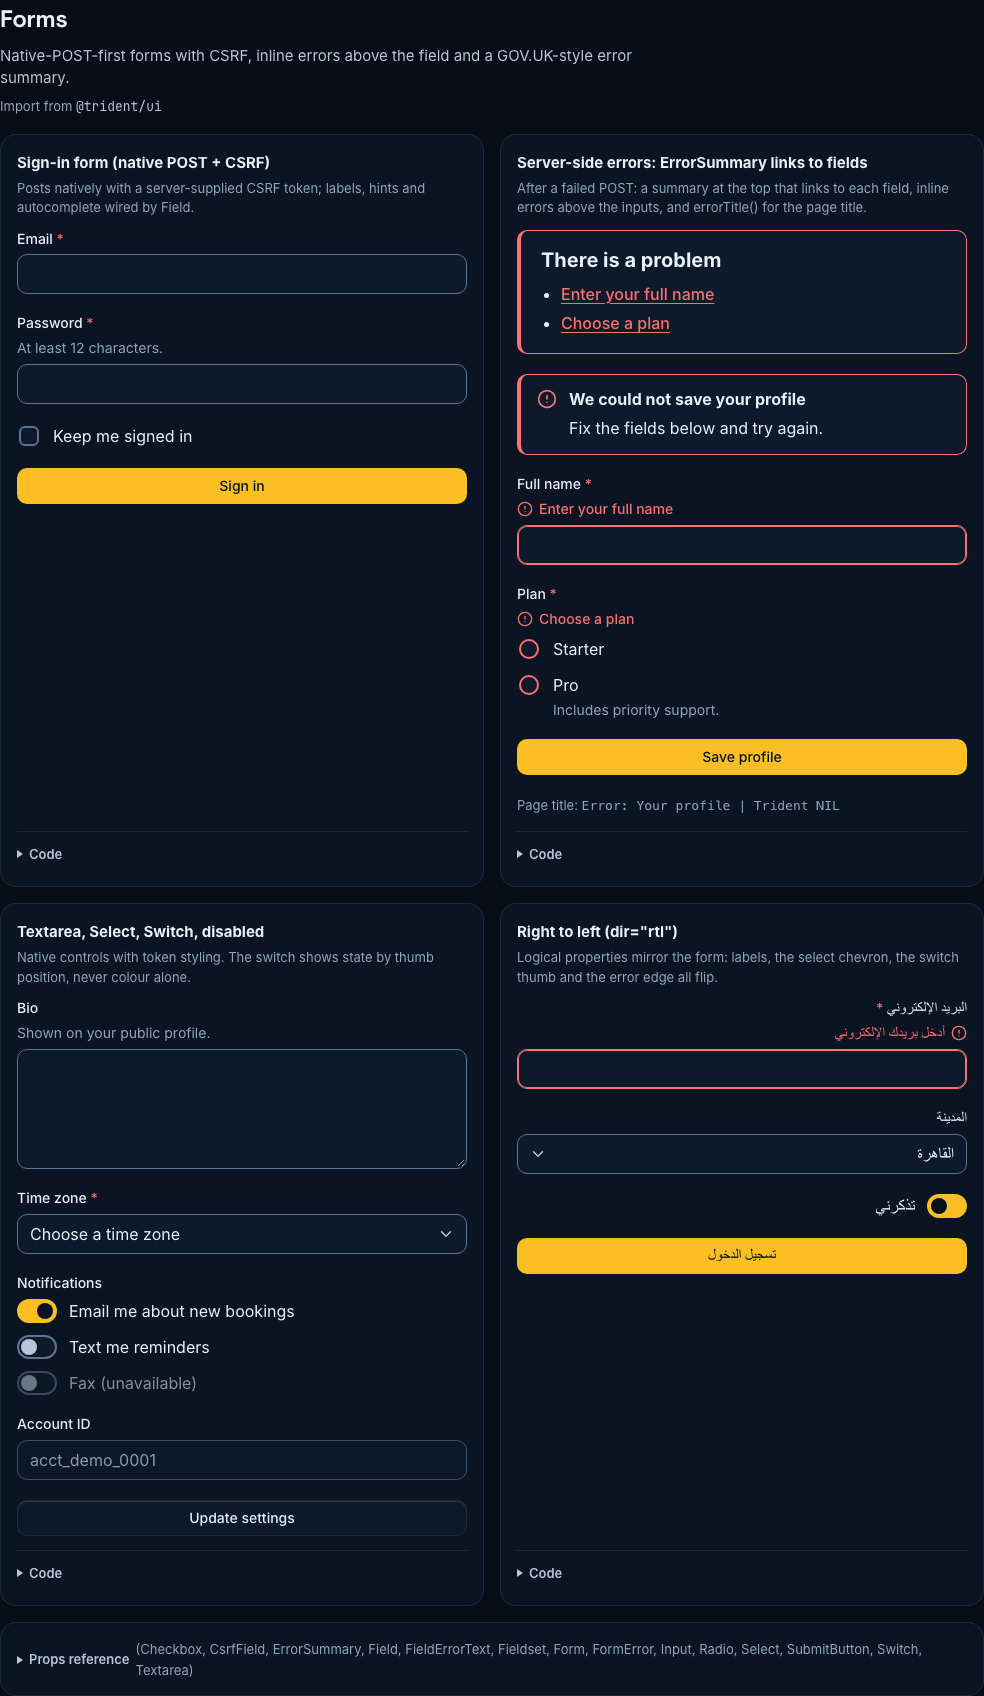 Forms
Native-POST-first forms with CSRF, inline errors above the field and a GOV.UK-style error
summary.
Import from @trident/ui
Sign-in form (native POST + CSRF)
Posts natively with a server-supplied CSRF token; labels, hints and
autocomplete wired by Field.
Email *
Password *
At least 12 characters.
Keep me signed in
Sign in
Code
Server-side errors: ErrorSummary links to fields
After a failed POST: a summary at the top that links to each field, inline
errors above the inputs, and errorTitle() for the page title.
There is a problem
• Enter your full name
• Choose a plan
We could not save your profile
Fix the fields below and try again.
Full name *
Enter your full name
Plan *
Choose a plan
Starter
Pro
Includes priority support.
Save profile
Page title: Error: Your profile | Trident NIL
Code
Textarea, Select, Switch, disabled
Native controls with token styling. The switch shows state by thumb
position, never colour alone.
Bio
Shown on your public profile.
Time zone *
Choose a time zone
Notifications
Email me about new bookings
Text me reminders
Fax (unavailable)
Account ID
acct_demo_0001
Update settings
Code
Right to left (dir="rtl")
Logical properties mirror the form: labels, the select chevron, the switch
thumb and the error edge all flip.
البريد الإلكتروني *
أدخل بريدك الإلكتروني
المدينة
القاهرة
تذكرني
تسجيل الدخول
Code
Props reference (Checkbox, CsrfField, ErrorSummary, Field, FieldErrorText, Fieldset, Form, FormError, Input, Radio, Select, SubmitButton, Switch,
Textarea)